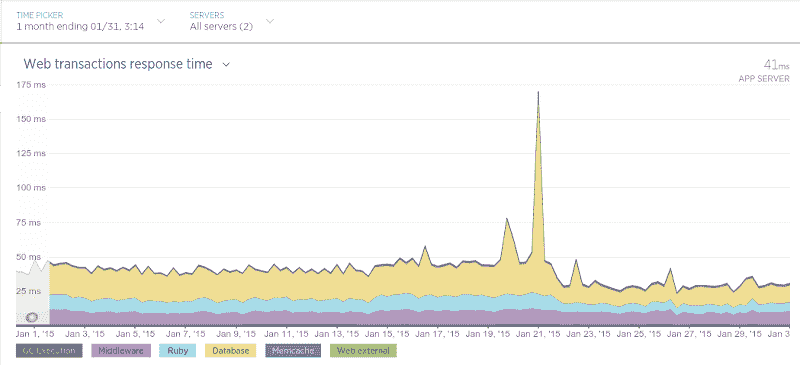 TIME PICKER
1 month ending 01/31, 3:14
SERVERS
All servers (2)
Web transactions response time
41 ms
APP SERVER
175 ms
150 ms
125 ms
100 ms
75 ms
50 ms
25 ms
Jan 1, '15 Jan 3, '15 Jan 5, '15 Jan 7, '15 Jan 9, '15 Jan 11, '15 Jan 13, '15 Jan 15, '15 Jan 17, '15 Jan 19, '15 Jan 21, '15 Jan 23, '15 Jan 25, '15 Jan 27, '15 Jan 29, '15 Jan 3
GC Execution Middleware Ruby Database Memcache Web external